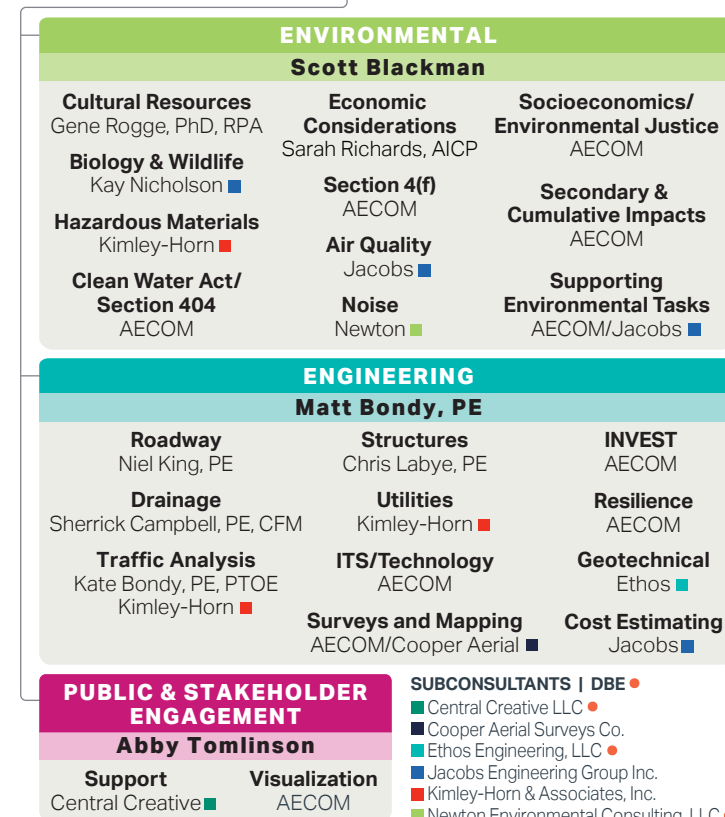 ENVIRONMENTAL
Scott Blackman
Cultural Resources
Gene Rogge, PhD, RPA
Biology & Wildlife
Kay Nicholson
Hazardous Materials
Kimley-Horn
Clean Water Act/
Section 404
AECOM
Economic
Considerations
Sarah Richards, AICP
Section 4(f)
AECOM
Air Quality
Jacobs
Noise
Newton
Socioeconomics/
Environmental Justice
AECOM
Secondary &
Cumulative Impacts
AECOM
Supporting
Environmental Tasks
AECOM/Jacobs
ENGINEERING
Matt Bondy, PE
Roadway
Niel King, PE
Drainage
Sherrick Campbell, PE, CFM
Traffic Analysis
Kate Bondy, PE, PTOE
Kimley-Horn
Structures
Chris Labye, PE
Utilities
Kimley-Horn
ITS/Technology
AECOM
Surveys and Mapping
AECOM/Cooper Aerial
INVEST
AECOM
Resilience
AECOM
Geotechnical
Ethos
Cost Estimating
Jacobs
PUBLIC & STAKEHOLDER
ENGAGEMENT
Abby Tomlinson
Support
Central Creative
Visualization
AECOM
SUBCONSULTANTS | DBE
Central Creative LLC
Cooper Aerial Surveys Co.
Ethos Engineering, LLC
Jacobs Engineering Group Inc.
Kimley-Horn & Associates, Inc.
Newton Environmental Consulting, LLC